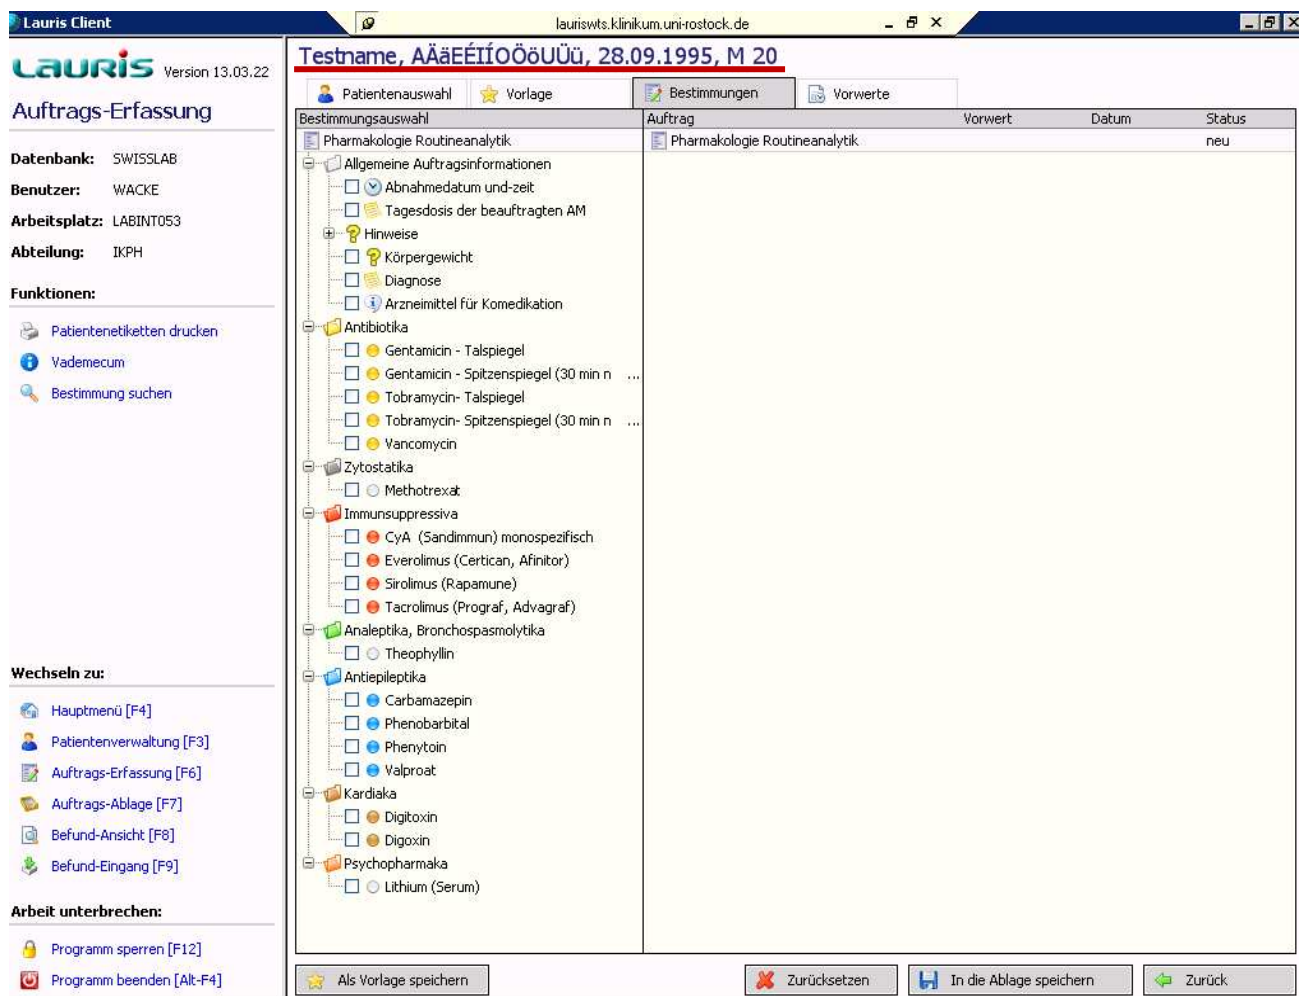 Lauris Client
lauriswts.klinikum.uni-rostock.de
Lauris Version 13.03.22
Auftrags-Erfassung
Datenbank: SWISSLAB
Benutzer: WACKE
Arbeitsplatz: LABINT053
Abteilung: IKPH
Funktionen:
Patientenetiketten drucken
Vademecum
Bestimmung suchen
Wechseln zu:
Hauptmenü [F4]
Patientenverwaltung [F3]
Auftrags-Erfassung [F6]
Auftrags-Ablage [F7]
Befund-Ansicht [F8]
Befund-Eingang [F9]
Arbeit unterbrechen:
Programm sperren [F12]
Programm beenden [Alt-F4]
Testname, AÄäEÉIÍOÖöUÜü, 28.09.1995, M 20
Patientenauswahl Vorlage Bestimmungen Vorwerte
Bestimmungsauswahl Auftrag Vorwert Datum Status
Pharmakologie Routineanalytik Pharmakologie Routineanalytik neu
Allgemeine Auftragsinformationen
Abnahmedatum und-zeit
Tagesdosis der beauftragten AM
Hinweise
Körpergewicht
Diagnose
Arzneimittel für Komedikation
Antibiotika
Gentamicin - Talspiegel
Gentamicin - Spitzenspiegel (30 min n ...
Tobramycin- Talspiegel
Tobramycin- Spitzenspiegel (30 min n ...
Vancomycin
Zytostatika
Methotrexat
Immunsuppressiva
CyA (Sandimmun) monospezifisch
Everolimus (Certican, Afinitor)
Sirolimus (Rapamune)
Tacrolimus (Prograf, Advagraf)
Analeptika, Bronchospasmolytika
Theophyllin
Antiepileptika
Carbamazepin
Phenobarbital
Phenytoin
Valproat
Kardiaka
Digitoxin
Digoxin
Psychopharmaka
Lithium (Serum)
Als Vorlage speichern Zurücksetzen In die Ablage speichern Zurück